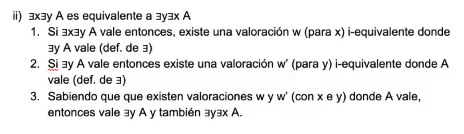 ii) ∃x∃y A es equivalente a ∃y∃x A
1. Si ∃x∃y A vale entonces, existe una valoración w (para x) i-equivalente donde
∃y A vale (def. de ∃)
2. Si ∃y A vale entonces existe una valoración w' (para y) i-equivalente donde A
vale (def. de ∃)
3. Sabiendo que que existen valoraciones w y w' (con x e y) donde A vale,
entonces vale ∃y A y también ∃y∃x A.